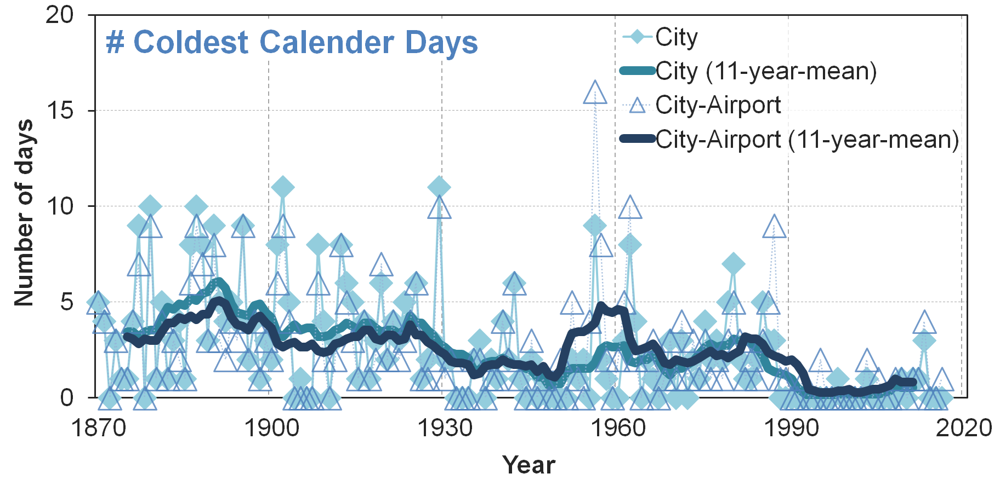 # Coldest Calender Days
City
City (11-year-mean)
City-Airport
City-Airport (11-year-mean)
Number of days
20
15
10
5
0
1870 1900 1930 1960 1990 2020
Year